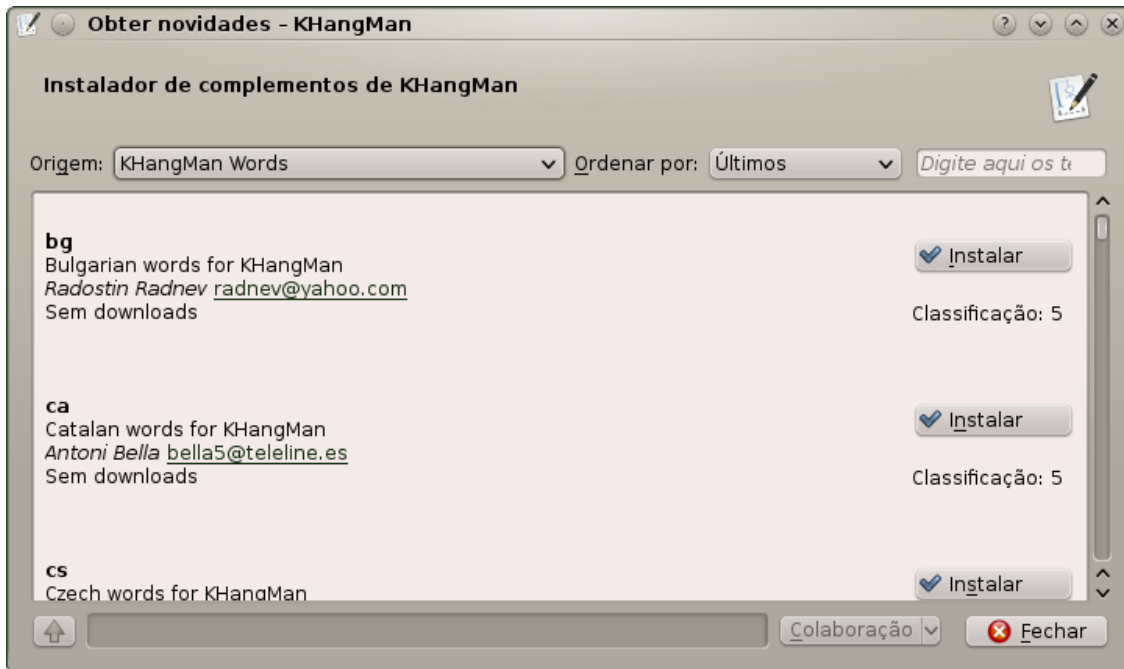 Obter novidades – KHangMan
Instalador de complementos de KHangMan
Origem: KHangMan Words Ordenar por: Últimos Digite aqui os te
bg
Bulgarian words for KHangMan
Instalar
Radostin Radnev radnev@yahoo.com
Sem downloads
Classificação: 5
ca
Catalan words for KHangMan
Instalar
Antoni Bella bella5@teleline.es
Sem downloads
Classificação: 5
cs
Czech words for KHangMan
Instalar
Colaboração Fechar